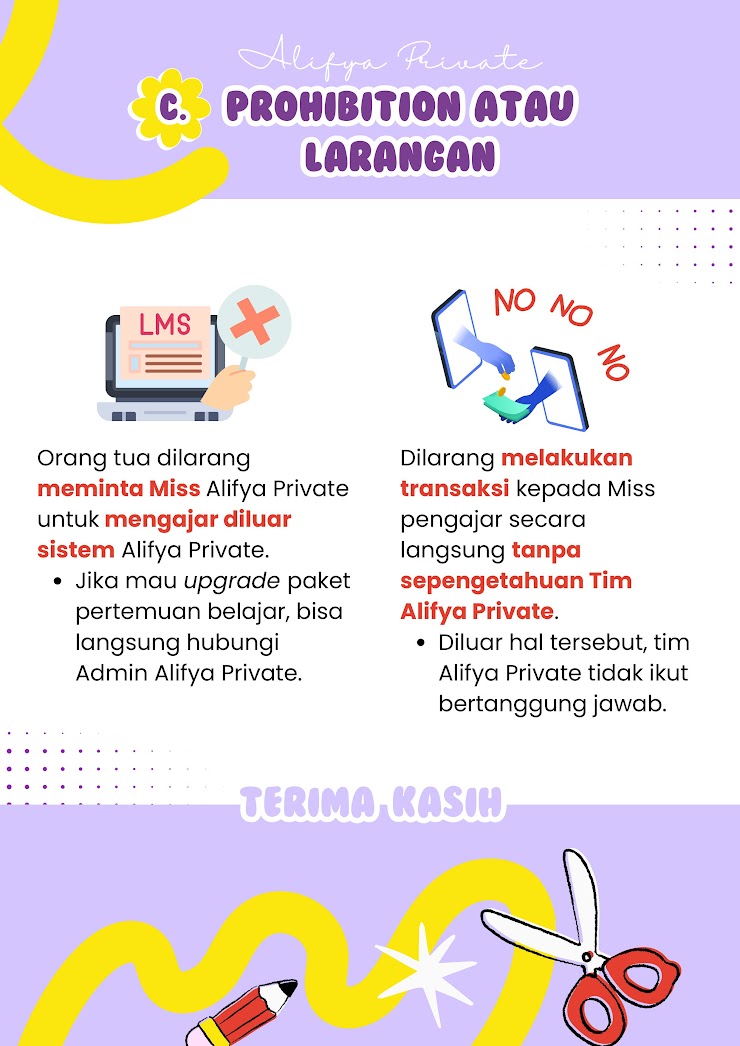 Alifya Private
C. PROHIBITION ATAU
LARANGAN
LMS
NO NO NO
Orang tua dilarang
meminta Miss Alifya Private
untuk mengajar diluar
sistem Alifya Private.
• Jika mau upgrade paket
pertemuan belajar, bisa
langsung hubungi
Admin Alifya Private.
Dilarang melakukan
transaksi kepada Miss
pengajar secara
langsung tanpa
sepengetahuan Tim
Alifya Private.
• Diluar hal tersebut, tim
Alifya Private tidak ikut
bertanggung jawab.
TERIMA KASIH